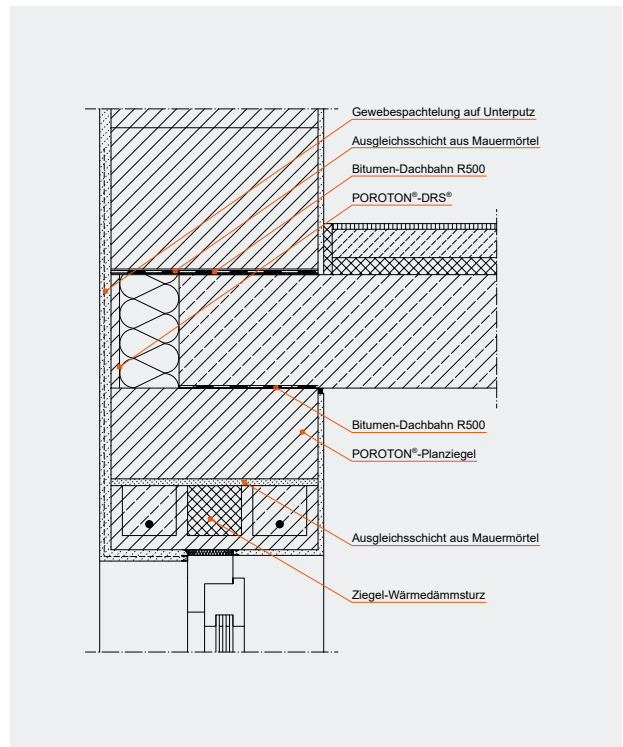 Gewebespachtelung auf Unterputz
Ausgleichsschicht aus Mauermörtel
Bitumen-Dachbahn R500
POROTON®-DRS®
Bitumen-Dachbahn R500
POROTON®-Planziegel
Ausgleichsschicht aus Mauermörtel
Ziegel-Wärmedämmsturz